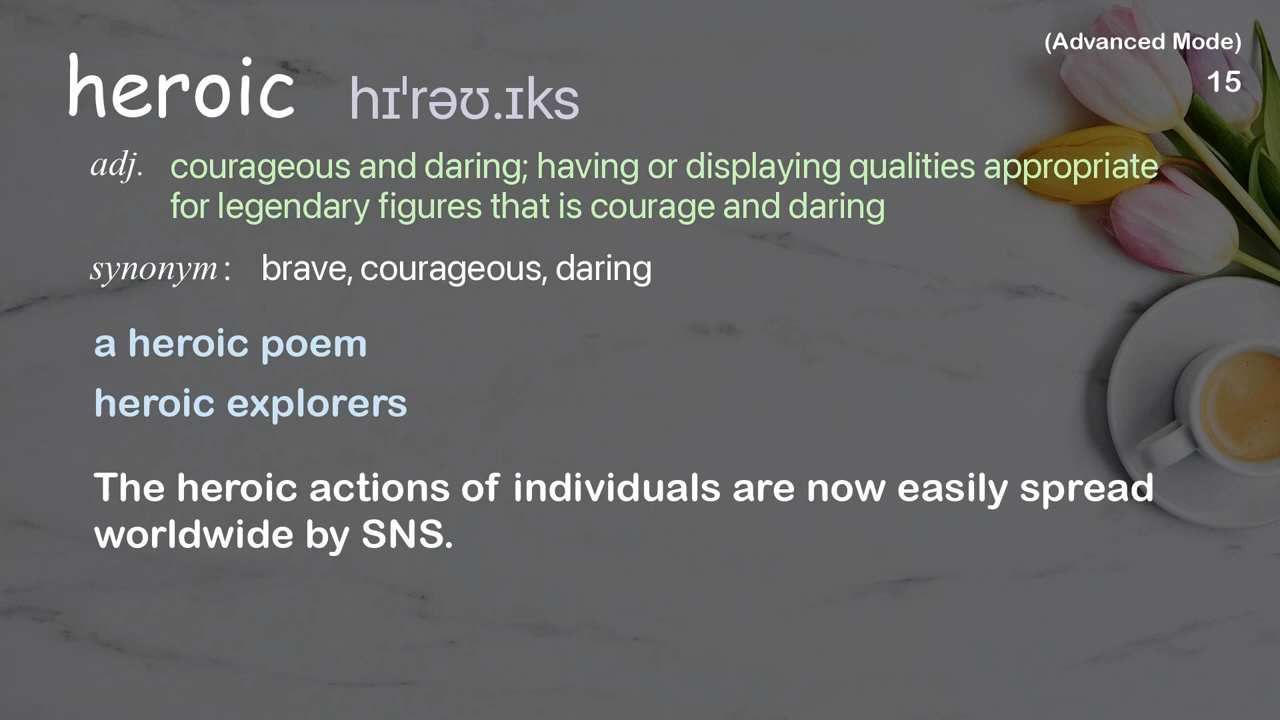 (Advanced Mode)
15
heroic hɪˈrəʊ.ɪks
adj. courageous and daring; having or displaying qualities appropriate
for legendary figures that is courage and daring
synonym: brave, courageous, daring
a heroic poem
heroic explorers
The heroic actions of individuals are now easily spread
worldwide by SNS.